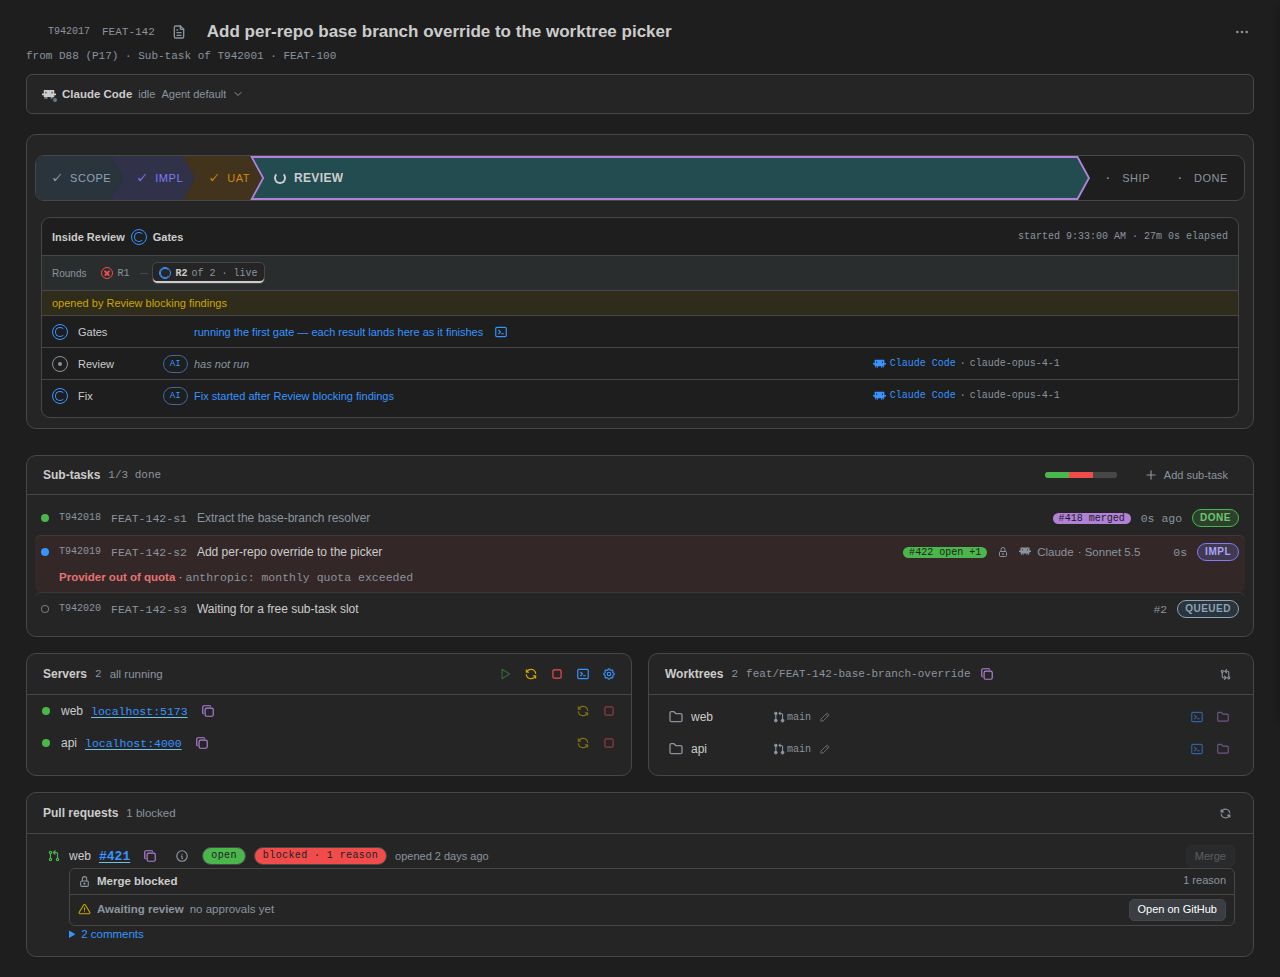 T942017 FEAT-142 Add per-repo base branch override to the worktree picker ···
from D88 (P17) · Sub-task of T942001 · FEAT-100
Claude Code idle Agent default
SCOPE IMPL UAT REVIEW · SHIP · DONE
Inside Review Gates started 9:33:00 AM · 27m 0s elapsed
Rounds R1 — R2 of 2 · live
opened by Review blocking findings
Gates running the first gate — each result lands here as it finishes
Review AI has not run Claude Code · claude-opus-4-1
Fix AI Fix started after Review blocking findings Claude Code · claude-opus-4-1
Sub-tasks 1/3 done Add sub-task
T942018 FEAT-142-s1 Extract the base-branch resolver #418 merged 0s ago DONE
T942019 FEAT-142-s2 Add per-repo override to the picker #422 open +1 Claude · Sonnet 5.5 0s IMPL
Provider out of quota · anthropic: monthly quota exceeded
T942020 FEAT-142-s3 Waiting for a free sub-task slot #2 QUEUED
Servers 2 all running
web localhost:5173
api localhost:4000
Worktrees 2 feat/FEAT-142-base-branch-override
web main
api main
Pull requests 1 blocked
web #421 open blocked · 1 reason opened 2 days ago Merge
Merge blocked 1 reason
Awaiting review no approvals yet Open on GitHub
2 comments